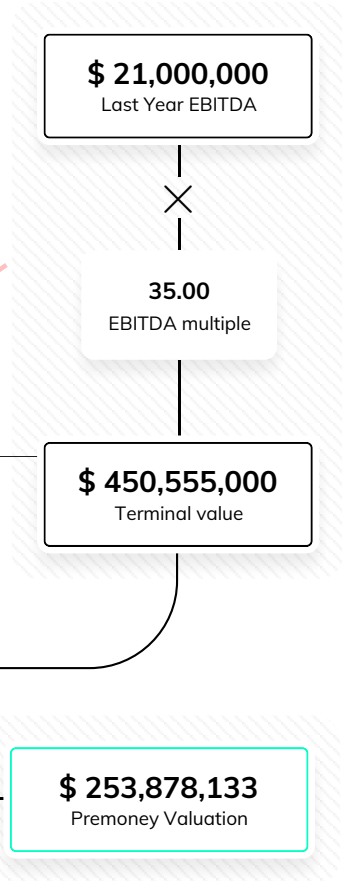 $ 21,000,000
Last Year EBITDA
35.00
EBITDA multiple
$ 450,555,000
Terminal value
$ 253,878,133
Premoney Valuation